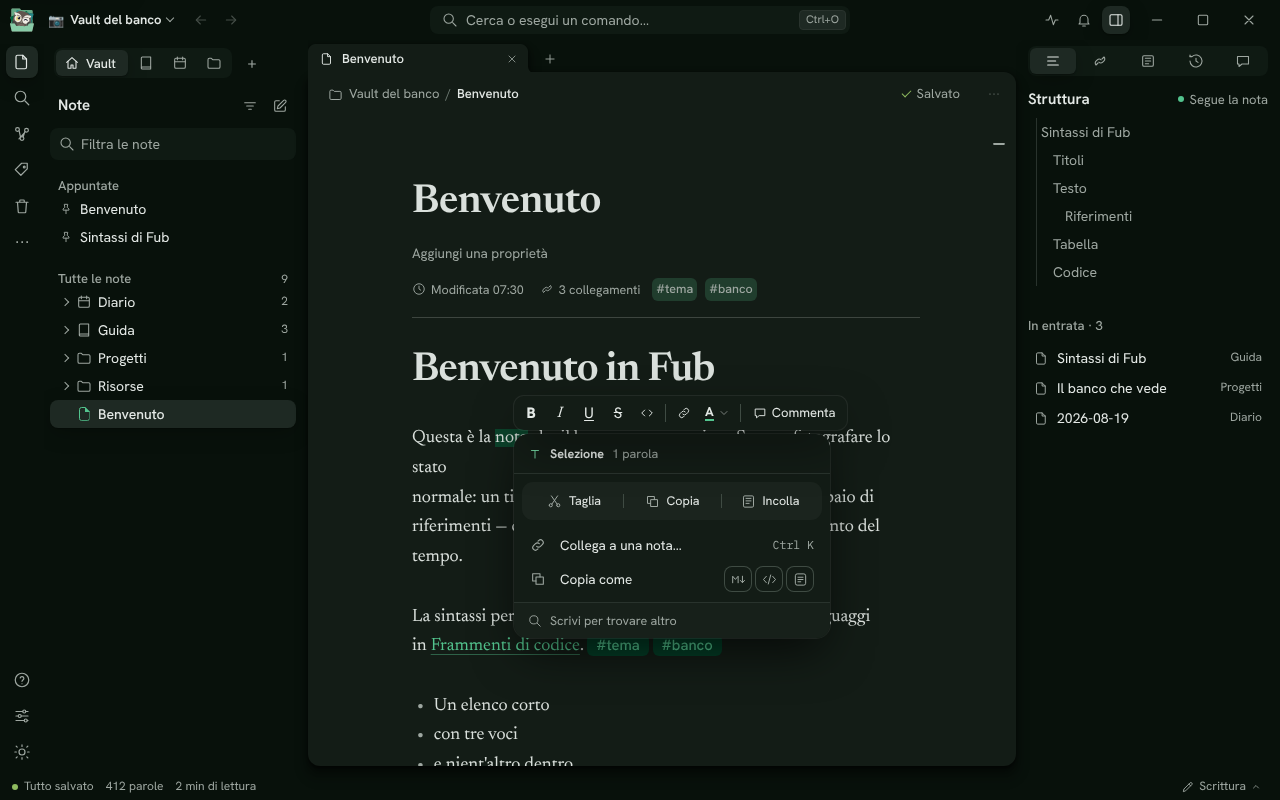 Vault del banco
Cerca o esegui un comando…
Ctrl+O
Vault
Note
Filtra le note
Appuntate
Benvenuto
Sintassi di Fub
Tutte le note 9
Diario 2
Guida 3
Progetti 1
Risorse 1
Benvenuto
Benvenuto
Vault del banco / Benvenuto
Salvato
Benvenuto
Aggiungi una proprietà
Modificata 07:30
3 collegamenti
#tema
#banco
Benvenuto in Fub
B I U S A Commenta
Questa è la
grafare lo
stato
Selezione 1 parola
normale: un
paio di
Taglia
Copia
Incolla
riferimenti –
del
tempo.
Collega a una nota…
Ctrl K
Copia come
M↓
Scrivi per trovare altro
La sintassi
in Frammenti di codice. #tema #banco
Un elenco corto
con tre voci
e nient'altro dentro
Struttura
Segue la nota
Sintassi di Fub
Titoli
Testo
Riferimenti
Tabella
Codice
In entrata · 3
Sintassi di Fub Guida
Il banco che vede Progetti
2026-08-19 Diario
Tutto salvato
412 parole
2 min di lettura
Scrittura